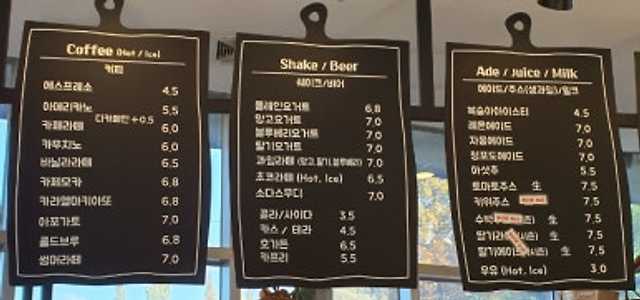 Coffee (Hot / Ice)
커피
에스프레소 4.5
아메리카노 5.5
디카페인 +0.5
카페라떼 6.0
카푸치노 6.0
바닐라라떼 6.5
카페모카 6.8
카라멜마키아또 6.8
아포가토 7.0
콜드브루 6.8
썸머라떼 7.0
Shake / Beer
쉐이크/비어
플레인요거트 6.8
망고요거트 7.0
블루베리요거트 7.0
딸기요거트 7.0
과일라떼 (망고,딸기,블루베리) 7.0
초코라떼 (Hot, Ice) 6.5
소다스무디 7.0
콜라/사이다 3.5
카스 / 테라 4.5
호가든 6.5
카프리 5.5
Ade / Juice / Milk
에이드/주스(생과일)/밀크
복숭아아이스티 4.5
레몬에이드 7.0
자몽에이드 7.0
청포도에이드 7.0
아샷추 5.5
토마토주스 生 7.5
키위주스 7.5
수박 7.5
딸기라 生 7.5
딸기에이 生 7.5
우유 (Hot, Ice) 3.0